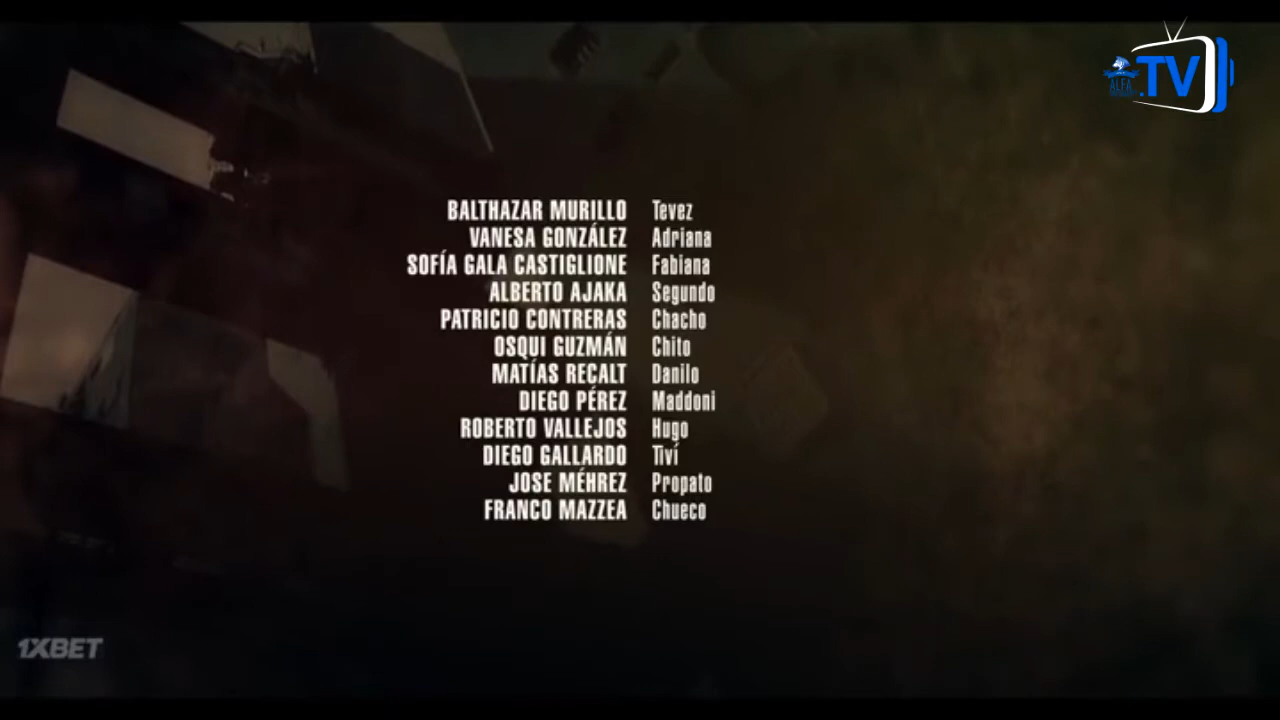 ALFA
.TV
BALTHAZAR MURILLO Tevez
VANESA GONZÁLEZ Adriana
SOFÍA GALA CASTIGLIONE Fabiana
ALBERTO AJAKA Segundo
PATRICIO CONTRERAS Chacho
OSQUI GUZMÁN Chito
MATÍAS RECALT Danilo
DIEGO PÉREZ Maddoni
ROBERTO VALLEJOS Hugo
DIEGO GALLARDO Tiví
JOSE MÉHREZ Propato
FRANCO MAZZEA Chueco
1XBET